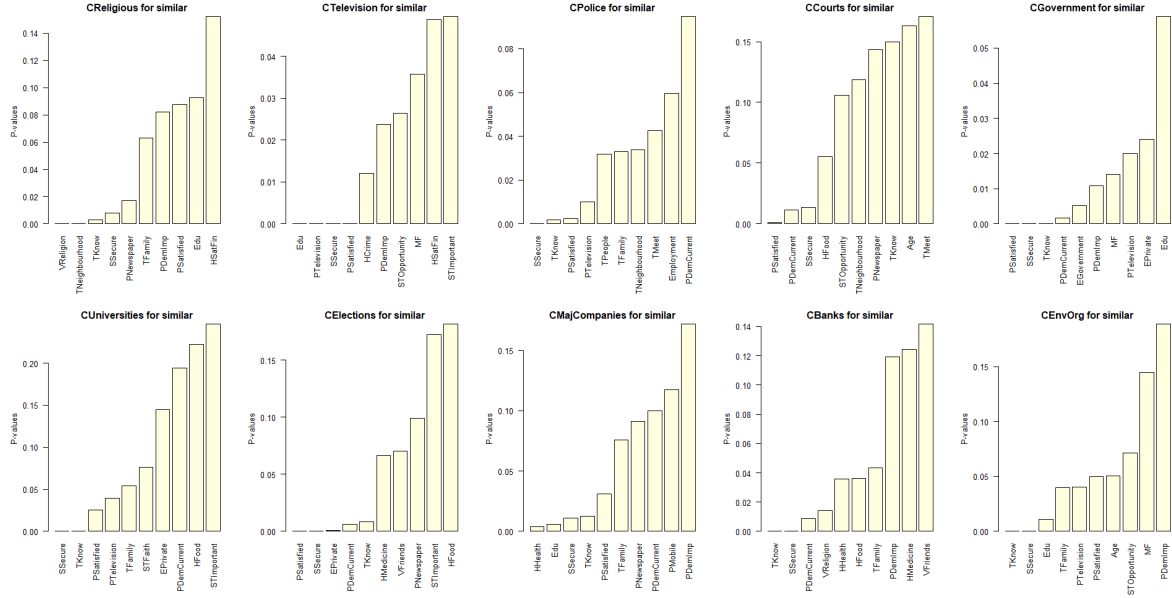 CReligious for similar
P-values
0.14
0.12
0.10
0.08
0.06
0.04
0.02
0.00
VReligion
TNeighbourhood
TKnow
SSecure
PNewspaper
TFamily
PDemImp
PSatisfied
Edu
HSatFin
CTelevision for similar
P-values
0.04
0.03
0.02
0.01
0.00
Edu
PTelevision
SSecure
PSatisfied
HCrime
PDemImp
STOpportunity
MF
HSatFin
STImportant
CPolice for similar
P-values
0.08
0.06
0.04
0.02
0.00
SSecure
TKnow
PSatisfied
PTelevision
TPeople
TFamily
TNeighbourhood
TMeet
Employment
PDemCurrent
CCourts for similar
P-values
0.15
0.10
0.05
0.00
PSatisfied
PDemCurrent
SSecure
HFood
STOpportunity
TNeighbourhood
PNewspaper
TKnow
Age
TMeet
CGovernment for similar
P-values
0.05
0.04
0.03
0.02
0.01
0.00
PSatisfied
SSecure
TKnow
PDemCurrent
EGovernment
PDemImp
MF
PTelevision
EPrivate
Edu
CUniversities for similar
P-values
0.20
0.15
0.10
0.05
0.00
SSecure
TKnow
PSatisfied
PTelevision
TFamily
STFaith
EPrivate
PDemCurrent
HFood
STImportant
CElections for similar
P-values
0.15
0.10
0.05
0.00
PSatisfied
SSecure
EPrivate
PDemCurrent
TKnow
HMedicine
VFriends
PNewspaper
STImportant
HFood
CMajCompanies for similar
P-values
0.15
0.10
0.05
0.00
HHealth
Edu
SSecure
TKnow
PSatisfied
TFamily
PNewspaper
PDemCurrent
PMobile
PDemImp
CBanks for similar
P-values
0.14
0.12
0.10
0.08
0.06
0.04
0.02
0.00
TKnow
SSecure
PDemCurrent
VReligion
HHealth
HFood
TFamily
PDemImp
HMedicine
VFriends
CEnvOrg for similar
P-values
0.15
0.10
0.05
0.00
TKnow
SSecure
Edu
TFamily
PTelevision
PSatisfied
Age
STOpportunity
MF
PDemImp